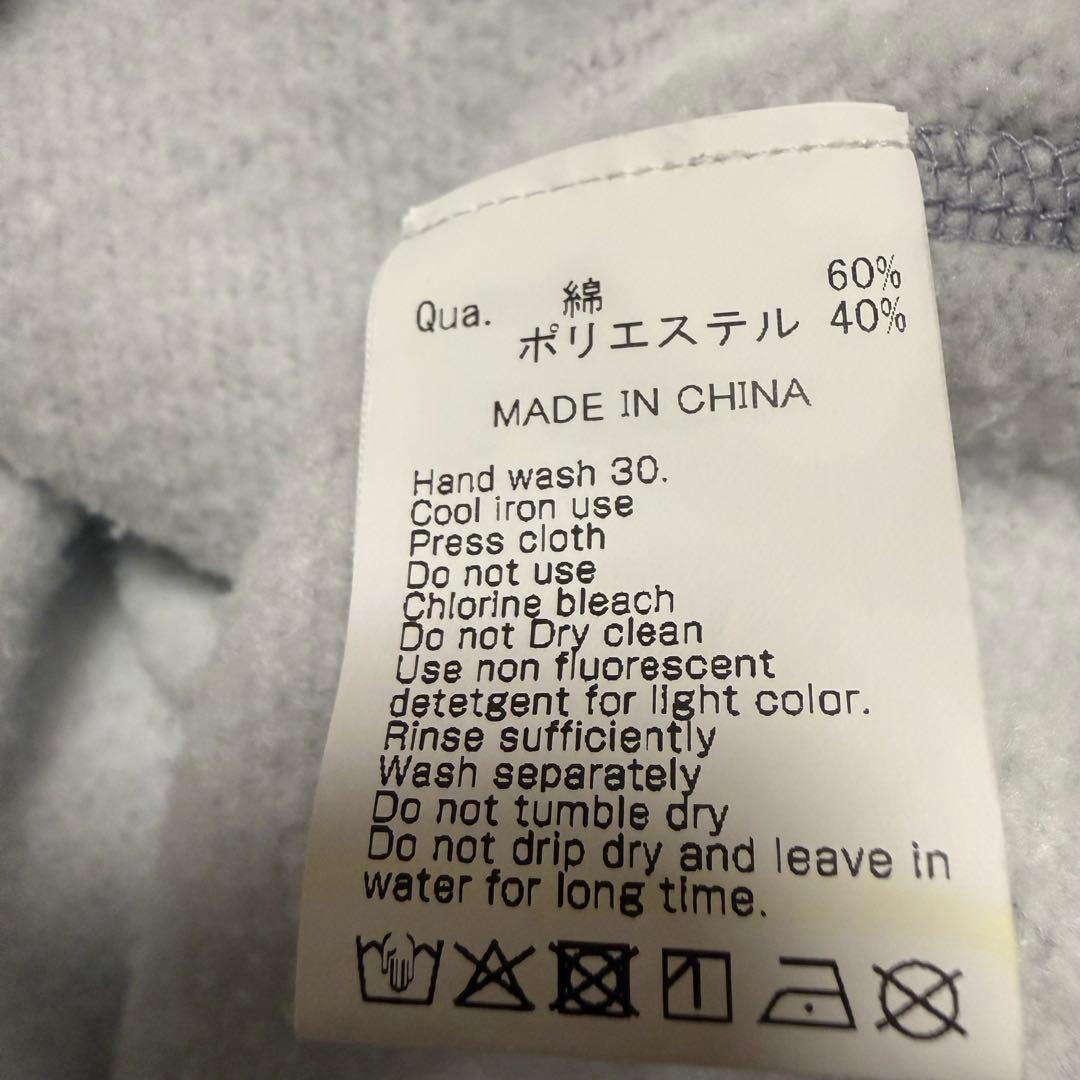 Qua. 綿 60%
ポリエステル 40%
MADE IN CHINA
Hand wash 30.
Cool iron use
Press cloth
Do not use
Chlorine bleach
Do not Dry clean
Use non fluorescent
detetgent for light color.
Rinse sufficiently
Wash separately
Do not tumble dry
Do not drip dry and leave in
water for long time.